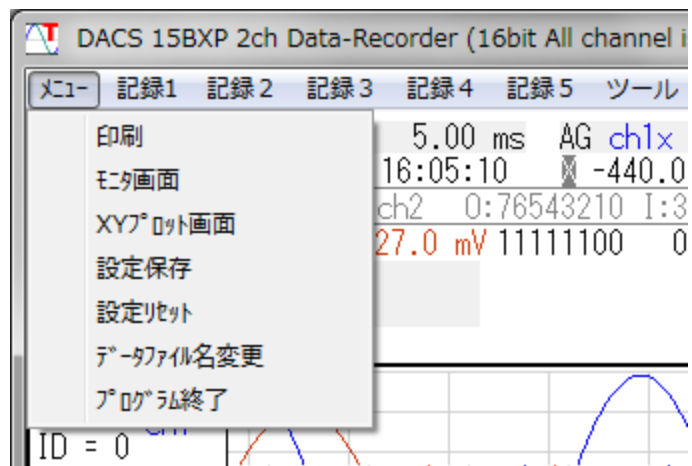 DACS 15BXP 2ch Data-Recorder (16bit All channel i
ﾒﾆｭｰ 記録1 記録2 記録3 記録4 記録5 ツール
印刷
ﾓﾆﾀ画面
XYﾌﾟﾛｯﾄ画面
設定保存
設定ﾘｾｯﾄ
ﾃﾞｰﾀﾌｧｲﾙ名変更
ﾌﾟﾛｸﾞﾗﾑ終了
5.00 ms AG ch1x
16:05:10 -440.0
ch2 0:76543210 I:3
27.0 mV 11111100 0
ID = 0